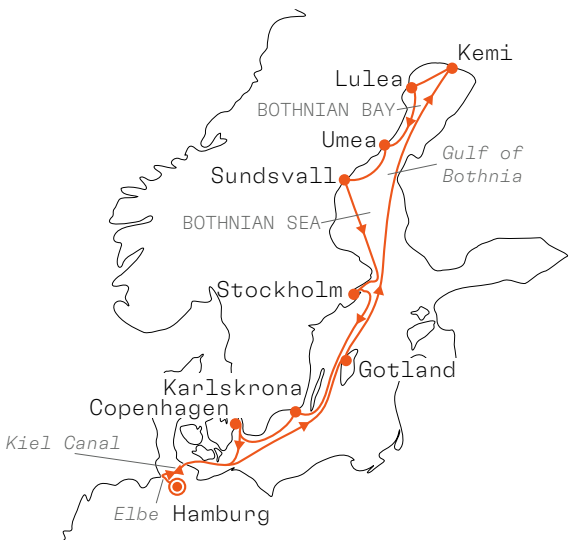 Kemi
Lulea
BOTHNIAN BAY
Umea
Gulf of
Bothnia
Sundsvall
BOTHNIAN SEA
Stockholm
Gotland
Karlskrona
Copenhagen
Kiel Canal
Elbe
Hamburg